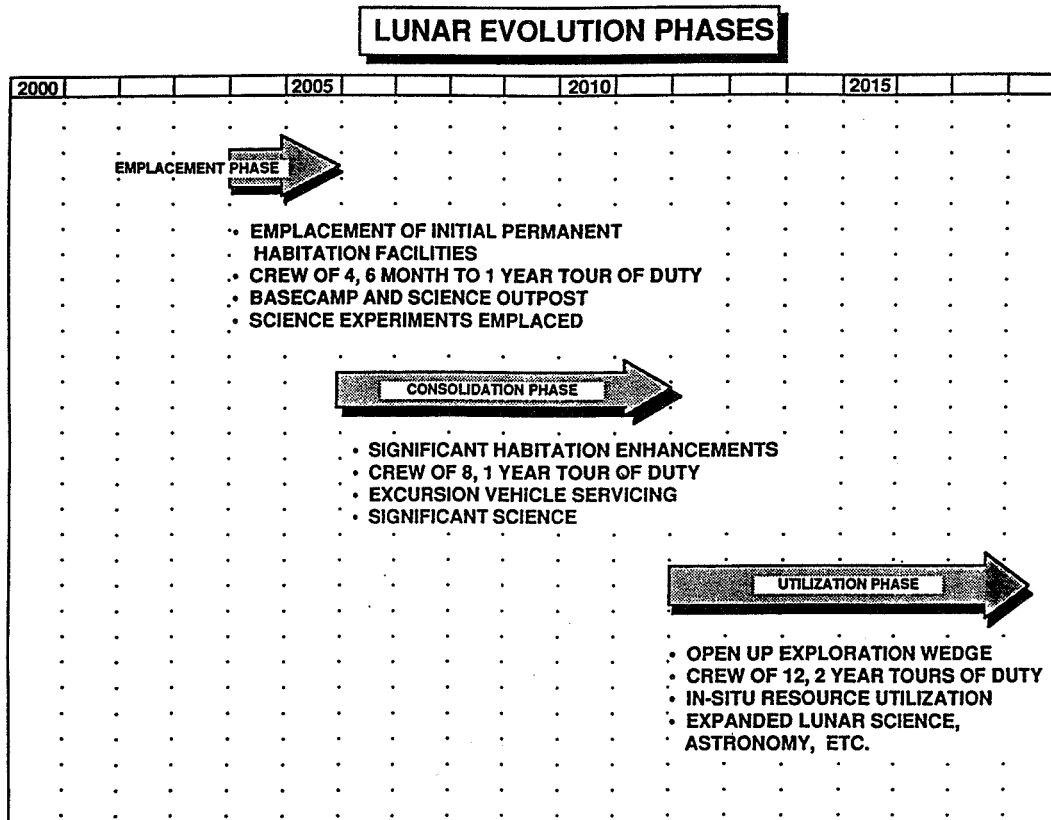 LUNAR EVOLUTION PHASES
2000 2005 2010 2015
EMPLACEMENT PHASE
• EMPLACEMENT OF INITIAL PERMANENT
HABITATION FACILITIES
• CREW OF 4, 6 MONTH TO 1 YEAR TOUR OF DUTY
• BASECAMP AND SCIENCE OUTPOST
• SCIENCE EXPERIMENTS EMPLACED
CONSOLIDATION PHASE
• SIGNIFICANT HABITATION ENHANCEMENTS
• CREW OF 8, 1 YEAR TOUR OF DUTY
• EXCURSION VEHICLE SERVICING
• SIGNIFICANT SCIENCE
UTILIZATION PHASE
• OPEN UP EXPLORATION WEDGE
• CREW OF 12, 2 YEAR TOURS OF DUTY
• IN-SITU RESOURCE UTILIZATION
• EXPANDED LUNAR SCIENCE,
ASTRONOMY, ETC.